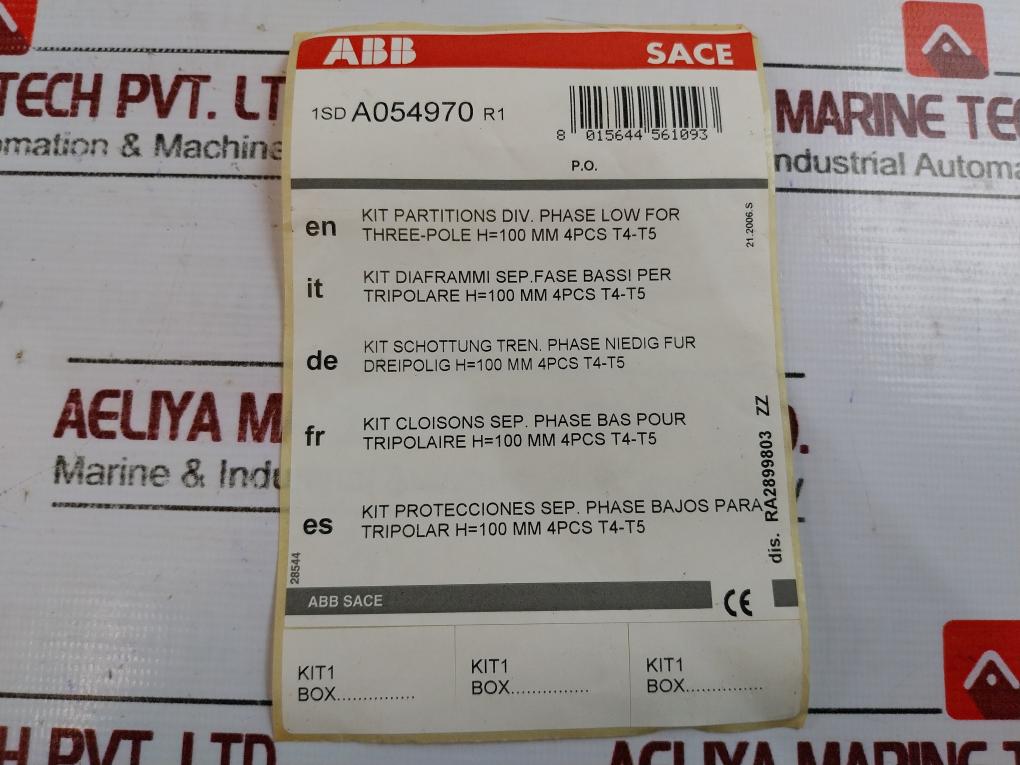 ABB SACE
1SD A054970 R1
8 015644 561093
P.O.
21.2006.S
en KIT PARTITIONS DIV. PHASE LOW FOR
THREE-POLE H=100 MM 4PCS T4-T5
it KIT DIAFRAMMI SEP.FASE BASSI PER
TRIPOLARE H=100 MM 4PCS T4-T5
de KIT SCHOTTUNG TREN. PHASE NIEDIG FUR
DREIPOLIG H=100 MM 4PCS T4-T5
fr KIT CLOISONS SEP. PHASE BAS POUR
TRIPOLAIRE H=100 MM 4PCS T4-T5
es KIT PROTECCIONES SEP. PHASE BAJOS PARA
TRIPOLAR H=100 MM 4PCS T4-T5
dis. RA2899803 ZZ
28544
ABB SACE CE
KIT1 KIT1 KIT1
BOX............... BOX............... BOX...............
TECH PVT. LT
mation & Machine
MARINE TEC
ndustrial Automa
AELIYA M
Marine & Indu
H PVT. LTD
AELIYA MARINE TE